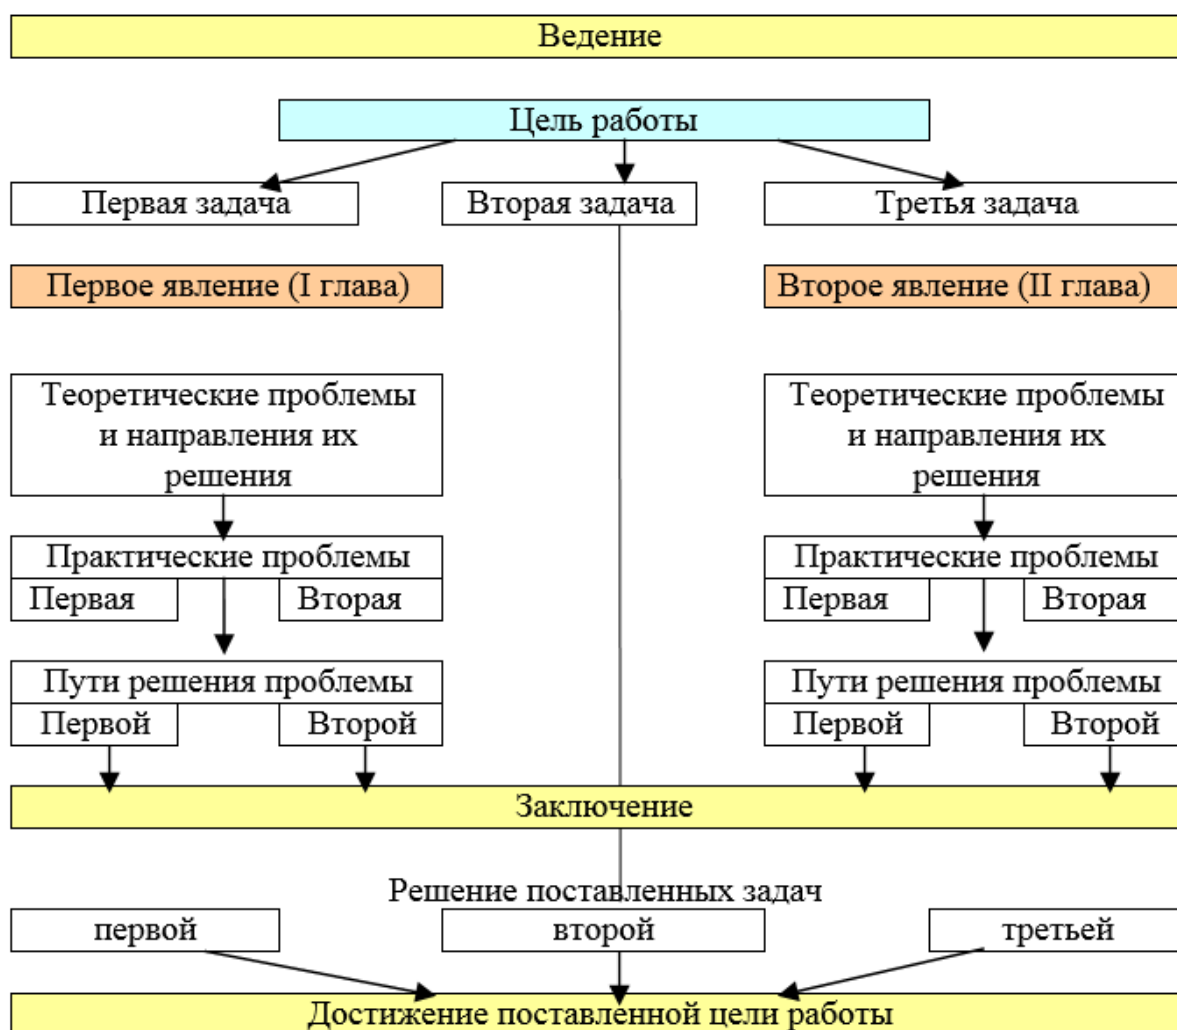 Ведение
Цель работы
Первая задача
Вторая задача
Третья задача
Первое явление (I глава)
Второе явление (II глава)
Теоретические проблемы
и направления их
решения
Теоретические проблемы
и направления их
решения
Практические проблемы
Первая
Вторая
Практические проблемы
Первая
Вторая
Пути решения проблемы
Первой
Второй
Пути решения проблемы
Первой
Второй
Заключение
Решение поставленных задач
первой
второй
третьей
Достижение поставленной цели работы